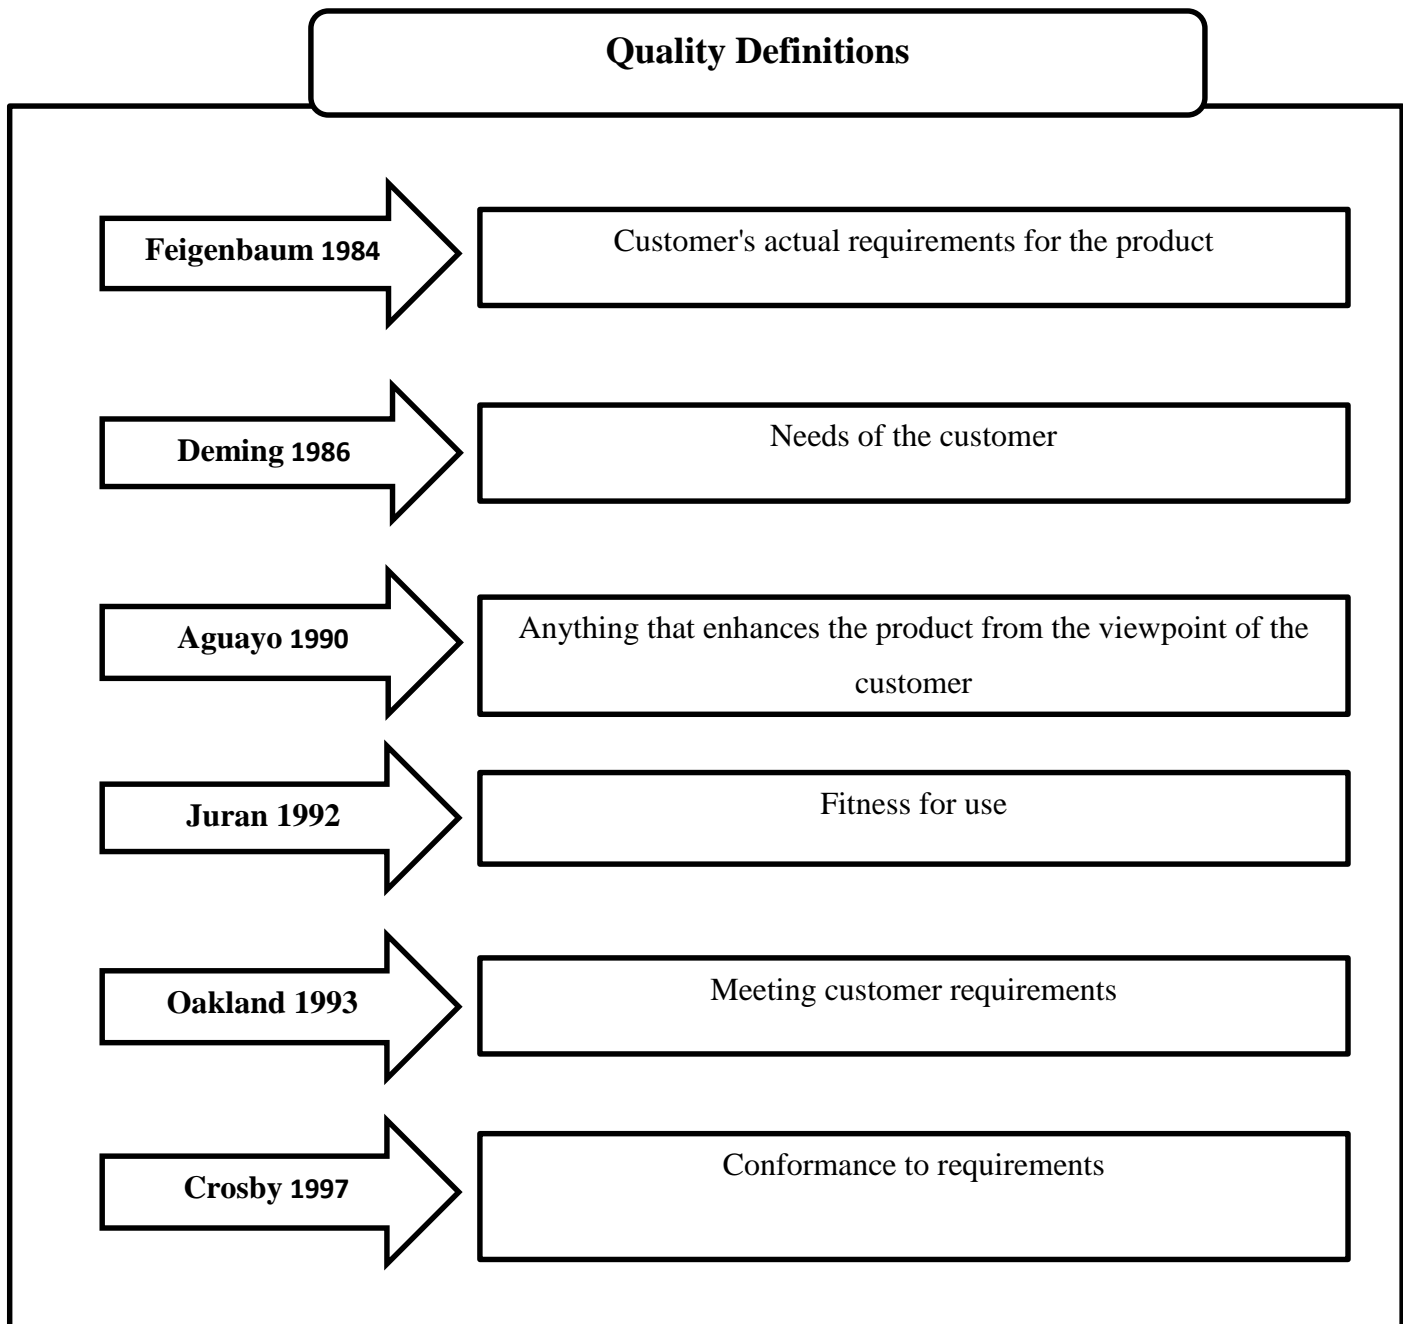 Quality Definitions
Feigenbaum 1984
Customer's actual requirements for the product
Deming 1986
Needs of the customer
Aguayo 1990
Anything that enhances the product from the viewpoint of the
customer
Juran 1992
Fitness for use
Oakland 1993
Meeting customer requirements
Crosby 1997
Conformance to requirements